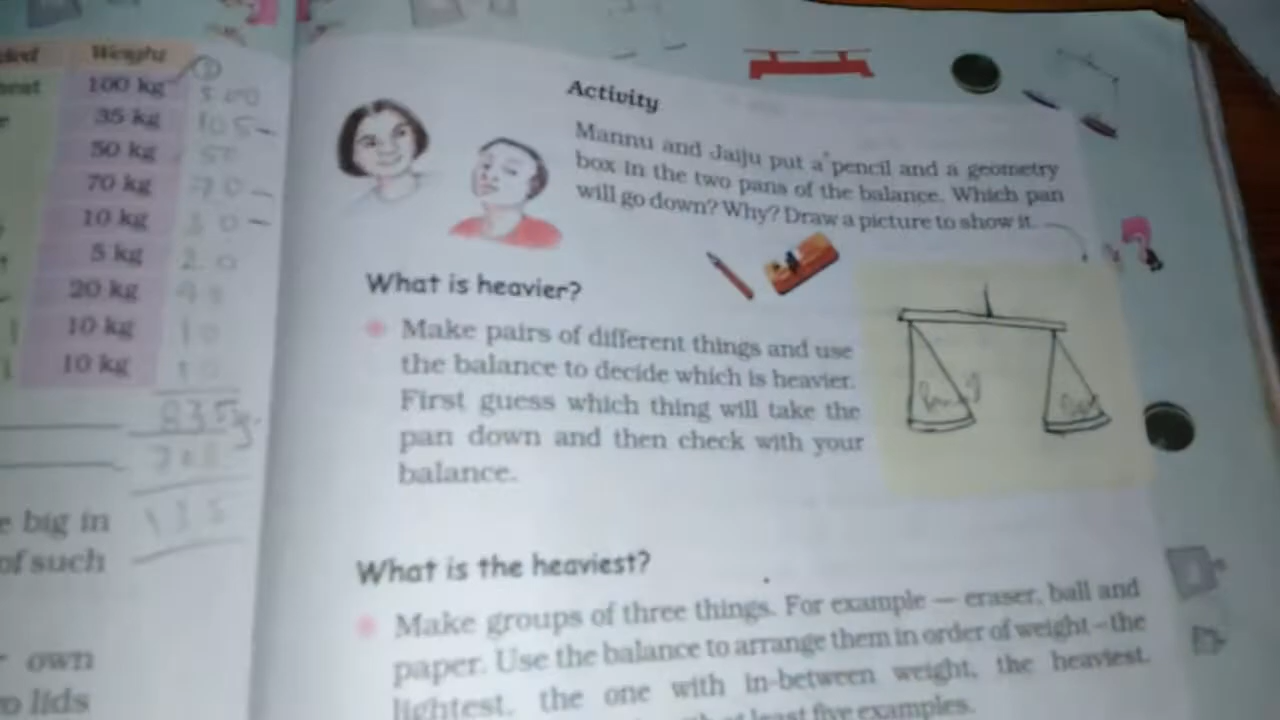 Weight
100 kg
35 kg
50 kg
70 kg
10 kg
5 kg
20 kg
10 kg
10 kg
e big in
of such
own
lids
Activity
Mannu and Jaiju put a pencil and a geometry
box in the two pans of the balance. Which pan
will go down? Why? Draw a picture to show it.
What is heavier?
Make pairs of different things and use
the balance to decide which is heavier.
First guess which thing will take the
pan down and then check with your
balance.
What is the heaviest?
Make groups of three things. For example — eraser, ball and
paper. Use the balance to arrange them in order of weight – the
lightest, the one with in-between weight, the heaviest.
least five examples.